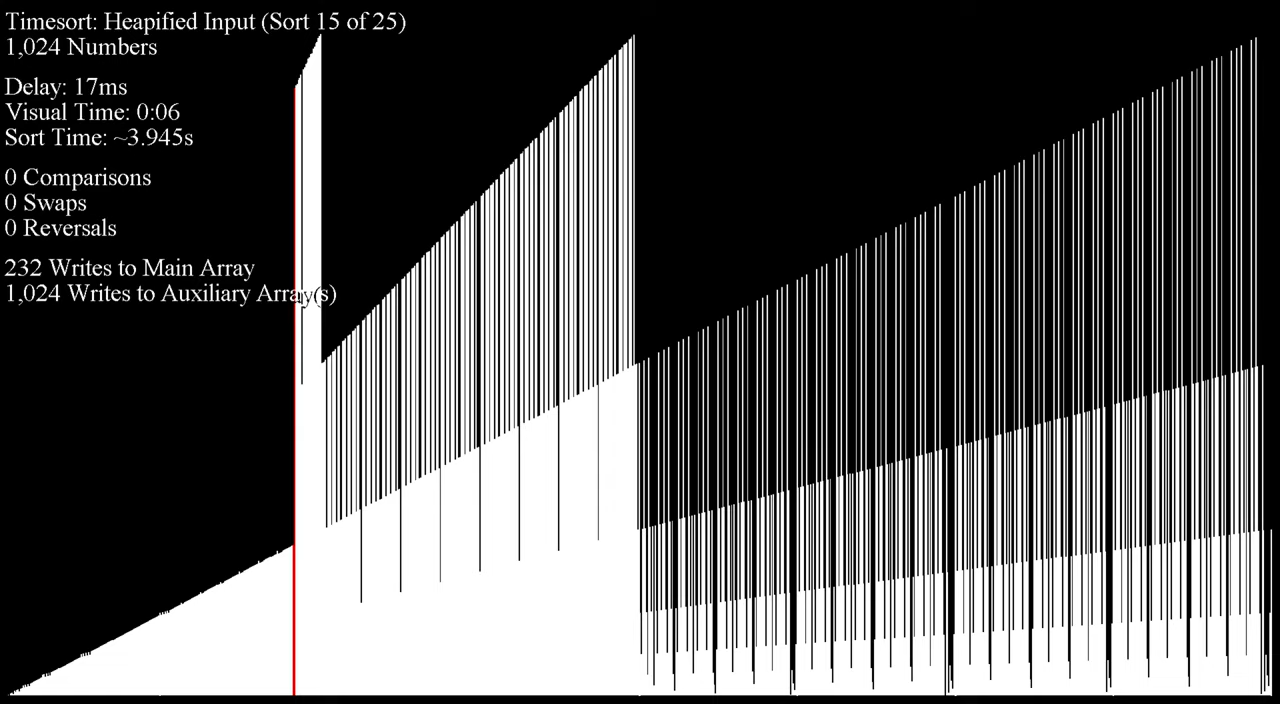 Timesort: Heapified Input (Sort 15 of 25)
1,024 Numbers
Delay: 17ms
Visual Time: 0:06
Sort Time: ~3.945s
0 Comparisons
0 Swaps
0 Reversals
232 Writes to Main Array
1,024 Writes to Auxiliary Array(s)